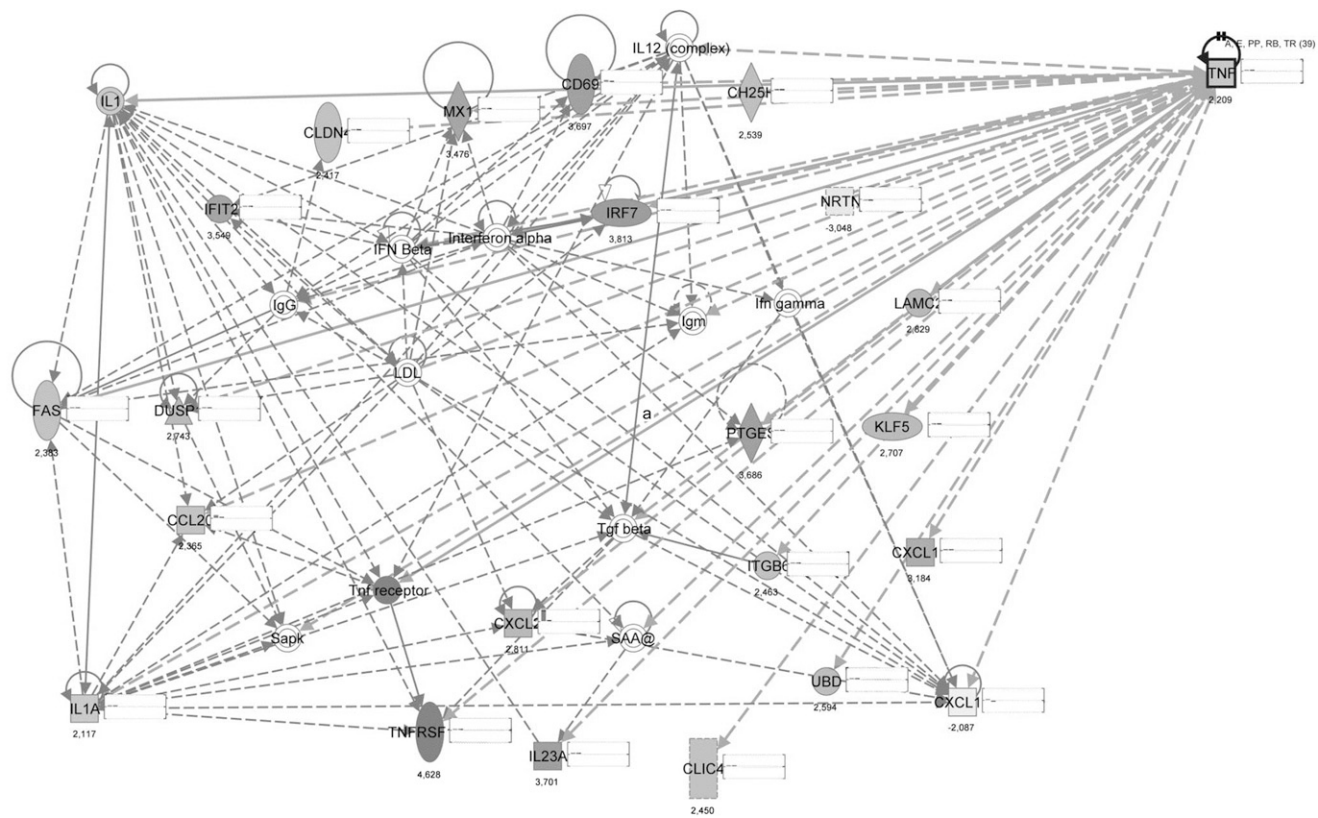 IL12 (complex)
A, E, PP, RB, TR (39)
TNF
2,209
IL1
CD69
3,697
CH25H
2,539
MX1
3,476
CLDN4
2,417
IFIT2
3,549
IRF7
3,813
NRTN
-3,048
IFN Beta
Interferon alpha
IgG
Igm
Ifn gamma
LAMC2
2,829
LDL
FAS
2,383
DUSP
2,743
a
PTGES
3,686
KLF5
2,707
CCL20
2,365
Tgf beta
CXCL1
3,184
ITGB6
2,463
Tnf receptor
Sapk
CXCL2
2,811
SAA@
UBD
2,594
IL1A
2,117
TNFRSF
4,628
IL23A
3,701
CXCL1
-2,087
CLIC4
2,450